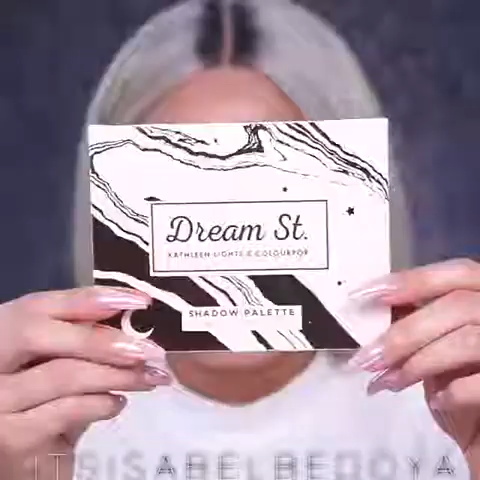 Dream St.
KATHLEEN LIGHTS X COLOURPOP
SHADOW PALETTE
ITSISABELBEDOYA